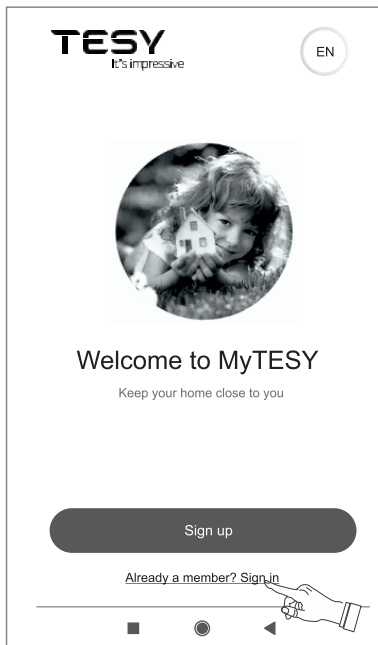 TESY
It's impressive
EN
Welcome to MyTESY
Keep your home close to you
Sign up
Already a member? Sign in